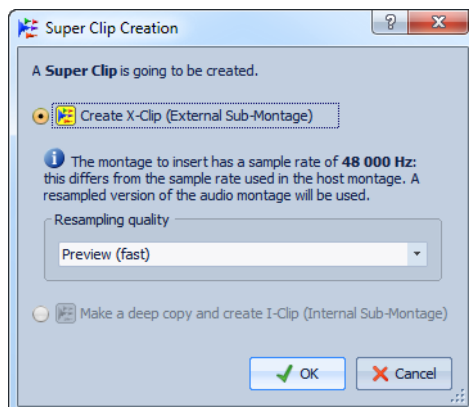 Super Clip Creation
A Super Clip is going to be created.
Create X-Clip (External Sub-Montage)
The montage to insert has a sample rate of 48 000 Hz:
this differs from the sample rate used in the host montage. A
resampled version of the audio montage will be used.
Resampling quality
Preview (fast)
Make a deep copy and create I-Clip (Internal Sub-Montage)
OK Cancel